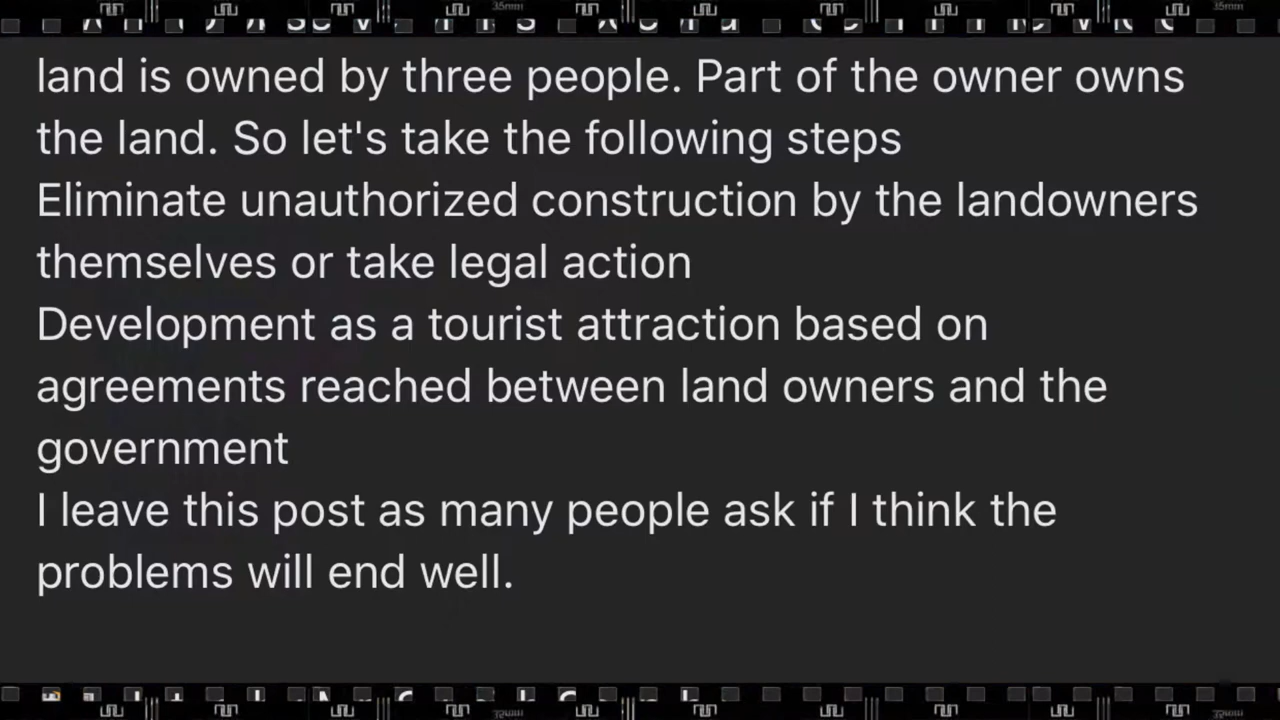 35mm
35mm
land is owned by three people. Part of the owner owns
the land. So let's take the following steps
Eliminate unauthorized construction by the landowners
themselves or take legal action
Development as a tourist attraction based on
agreements reached between land owners and the
government
I leave this post as many people ask if I think the
problems will end well.